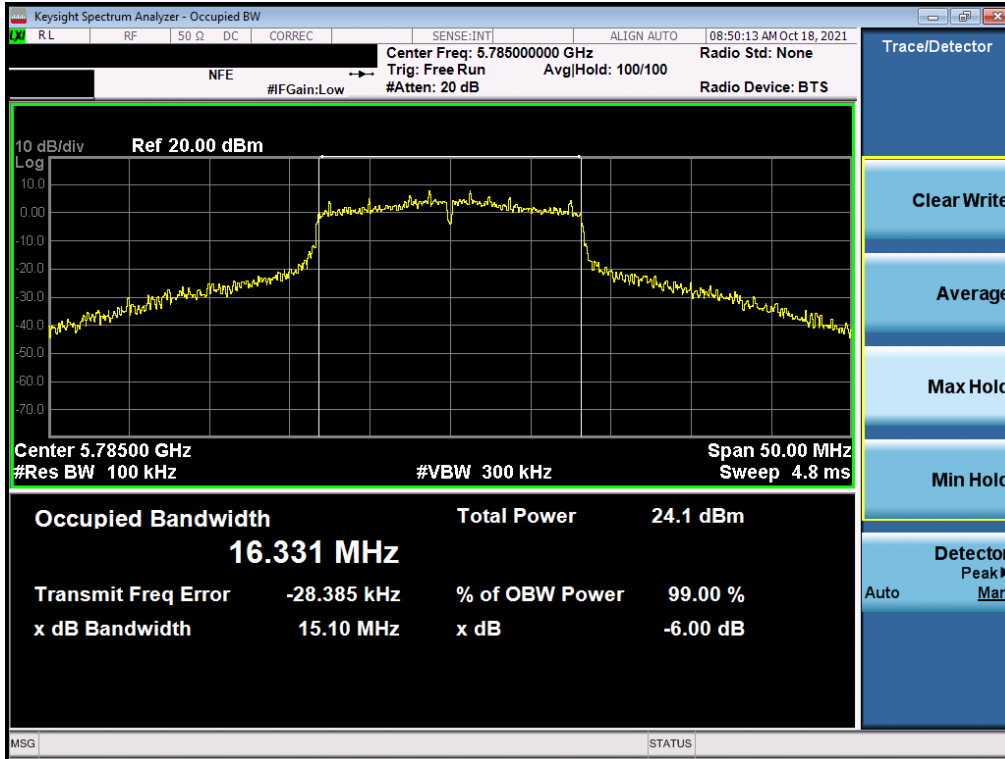 Keysight Spectrum Analyzer - Occupied BW
LXI RL RF 50 Ω DC CORREC SENSE:INT ALIGN AUTO 08:50:13 AM Oct 18, 2021
Center Freq: 5.785000000 GHz Radio Std: None
NFE Trig: Free Run Avg|Hold: 100/100
#IFGain:Low #Atten: 20 dB Radio Device: BTS
Trace/Detector
10 dB/div Ref 20.00 dBm
Log
10.0
0.00
-10.0
-20.0
-30.0
-40.0
-50.0
-60.0
-70.0
Center 5.78500 GHz Span 50.00 MHz
#Res BW 100 kHz #VBW 300 kHz Sweep 4.8 ms
Occupied Bandwidth Total Power 24.1 dBm
16.331 MHz
Transmit Freq Error -28.385 kHz % of OBW Power 99.00 %
x dB Bandwidth 15.10 MHz x dB -6.00 dB
Clear Write
Average
Max Hold
Min Hold
Detector
Peak
Auto Man
MSG STATUS